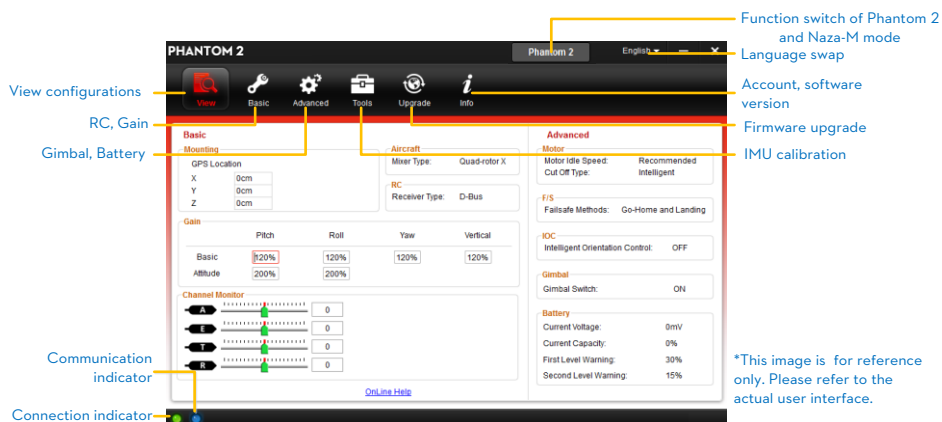 Function switch of Phantom 2
and Naza-M mode
Language swap
Account, software
version
Firmware upgrade
IMU calibration
View configurations
RC, Gain
Gimbal, Battery
PHANTOM 2
Phantom 2
English
View
Basic
Advanced
Tools
Upgrade
Info
Basic
Mounting
GPS Location
X 0cm
Y 0cm
Z 0cm
Aircraft
Mixer Type: Quad-rotor X
RC
Receiver Type: D-Bus
Gain
Pitch Roll Yaw Vertical
Basic 120% 120% 120% 120%
Attitude 200% 200%
Channel Monitor
A 0
E 0
T 0
R 0
OnLine Help
Advanced
Motor
Motor Idle Speed: Recommended
Cut Off Type: Intelligent
F/S
Failsafe Methods: Go-Home and Landing
IOC
Intelligent Orientation Control: OFF
Gimbal
Gimbal Switch: ON
Battery
Current Voltage: 0mV
Current Capacity: 0%
First Level Warning: 30%
Second Level Warning: 15%
Communication
indicator
Connection indicator
*This image is for reference
only. Please refer to the
actual user interface.